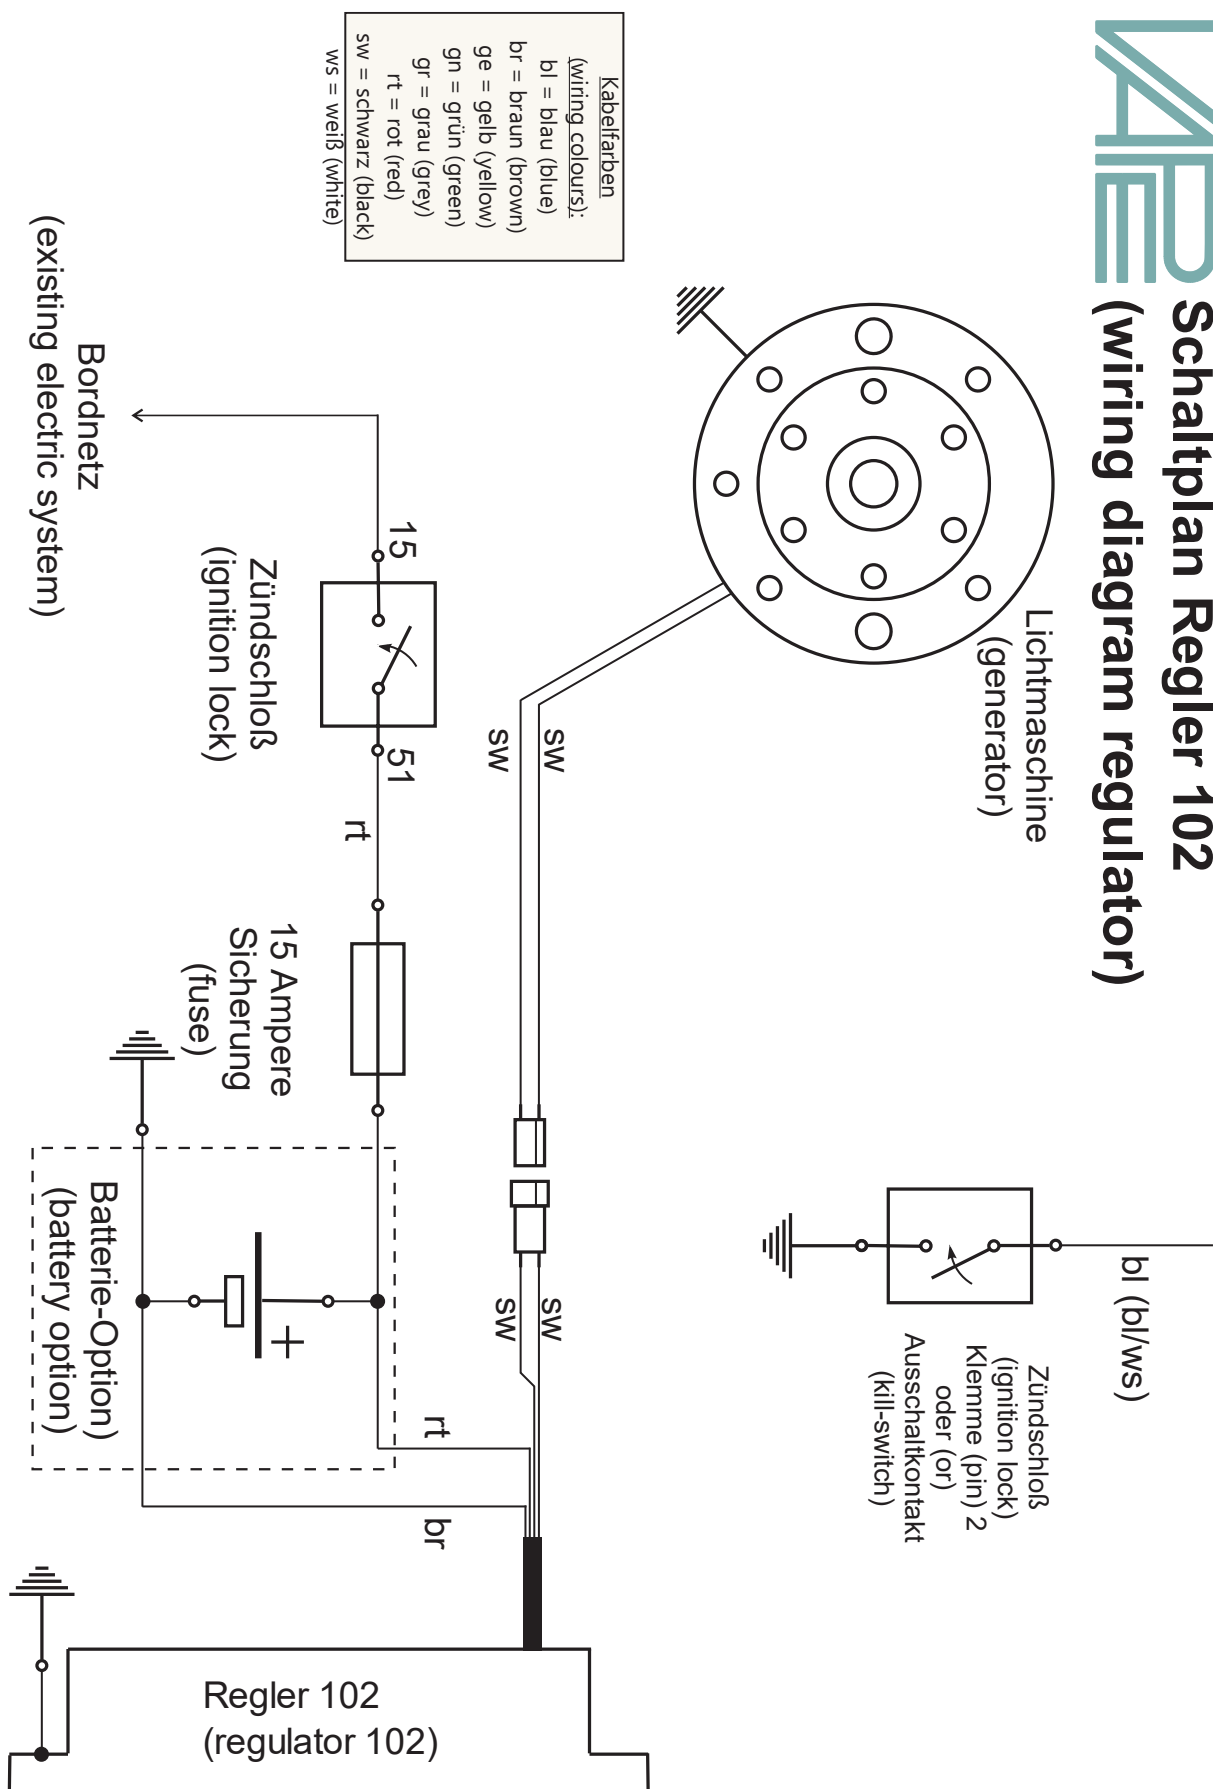 VAPE
Schaltplan Regler 102
(wiring diagram regulator)
Kabelfarben
(wiring colours):
bl = blau (blue)
br = braun (brown)
ge = gelb (yellow)
gn = grün (green)
gr = grau (grey)
rt = rot (red)
sw = schwarz (black)
ws = weiß (white)
Lichtmaschine
(generator)
bl (bl/ws)
Zündschloß
(ignition lock)
Klemme (pin) 2
oder (or)
Ausschaltkontakt
(kill-switch)
sw
sw
sw
sw
15
51
Zündschloß
(ignition lock)
rt
15 Ampere
Sicherung
(fuse)
Bordnetz
(existing electric system)
+
Batterie-Option)
(battery option)
rt
br
Regler 102
(regulator 102)